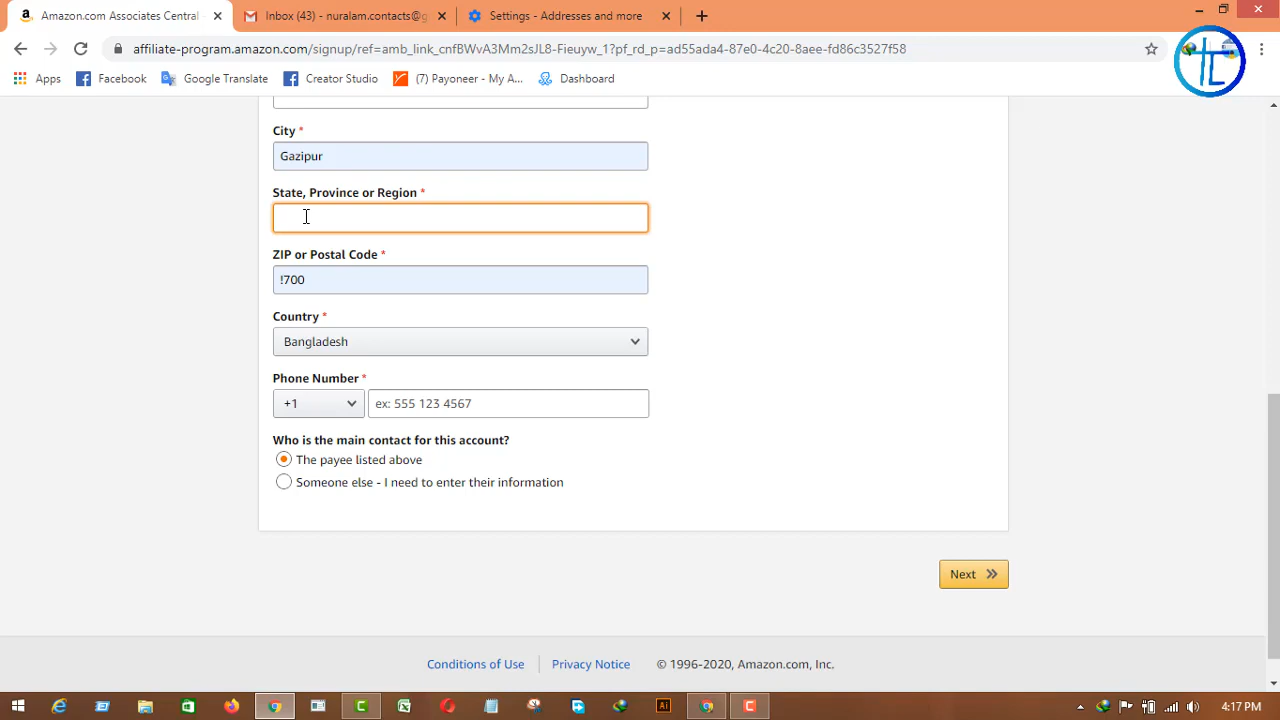 Amazon.com Associates Central -
Inbox (43) - nuralam.contacts@g
Settings - Addresses and more
affiliate-program.amazon.com/signup/ref=amb_link_cnfBWvA3Mm2sJL8-Fieuyw_1?pf_rd_p=ad55ada4-87e0-4c20-8aee-fd86c3527f58
Apps
Facebook
Google Translate
Creator Studio
(7) Payoneer - My A...
Dashboard
City *
Gazipur
State, Province or Region *
ZIP or Postal Code *
!700
Country *
Bangladesh
Phone Number *
+1
ex: 555 123 4567
Who is the main contact for this account?
The payee listed above
Someone else - I need to enter their information
Next
Conditions of Use
Privacy Notice
© 1996-2020, Amazon.com, Inc.
4:17 PM